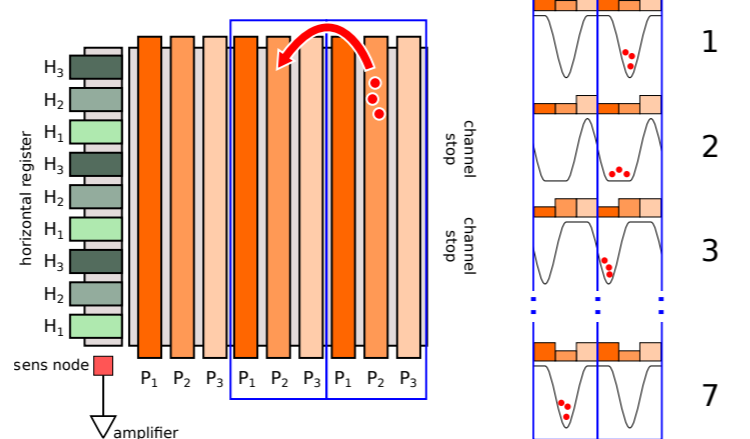 H₃
H₂
H₁
H₃
H₂
H₁
H₃
H₂
H₁
horizontal register
sens node
amplifier
P₁ P₂ P₃ P₁ P₂ P₃ P₁ P₂ P₃
channel
stop
channel
stop
1
2
3
7